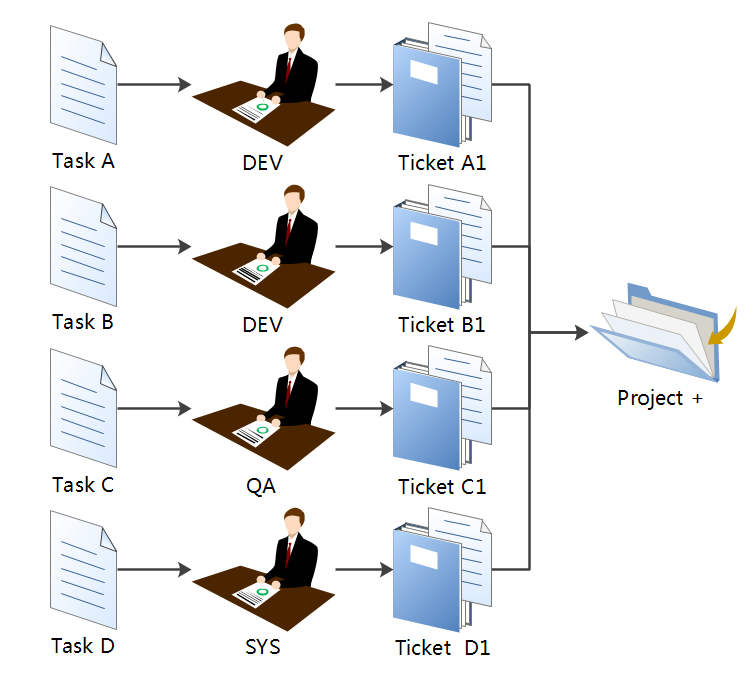 Task A
DEV
Ticket A1
Task B
DEV
Ticket B1
Project +
Task C
QA
Ticket C1
Task D
SYS
Ticket D1